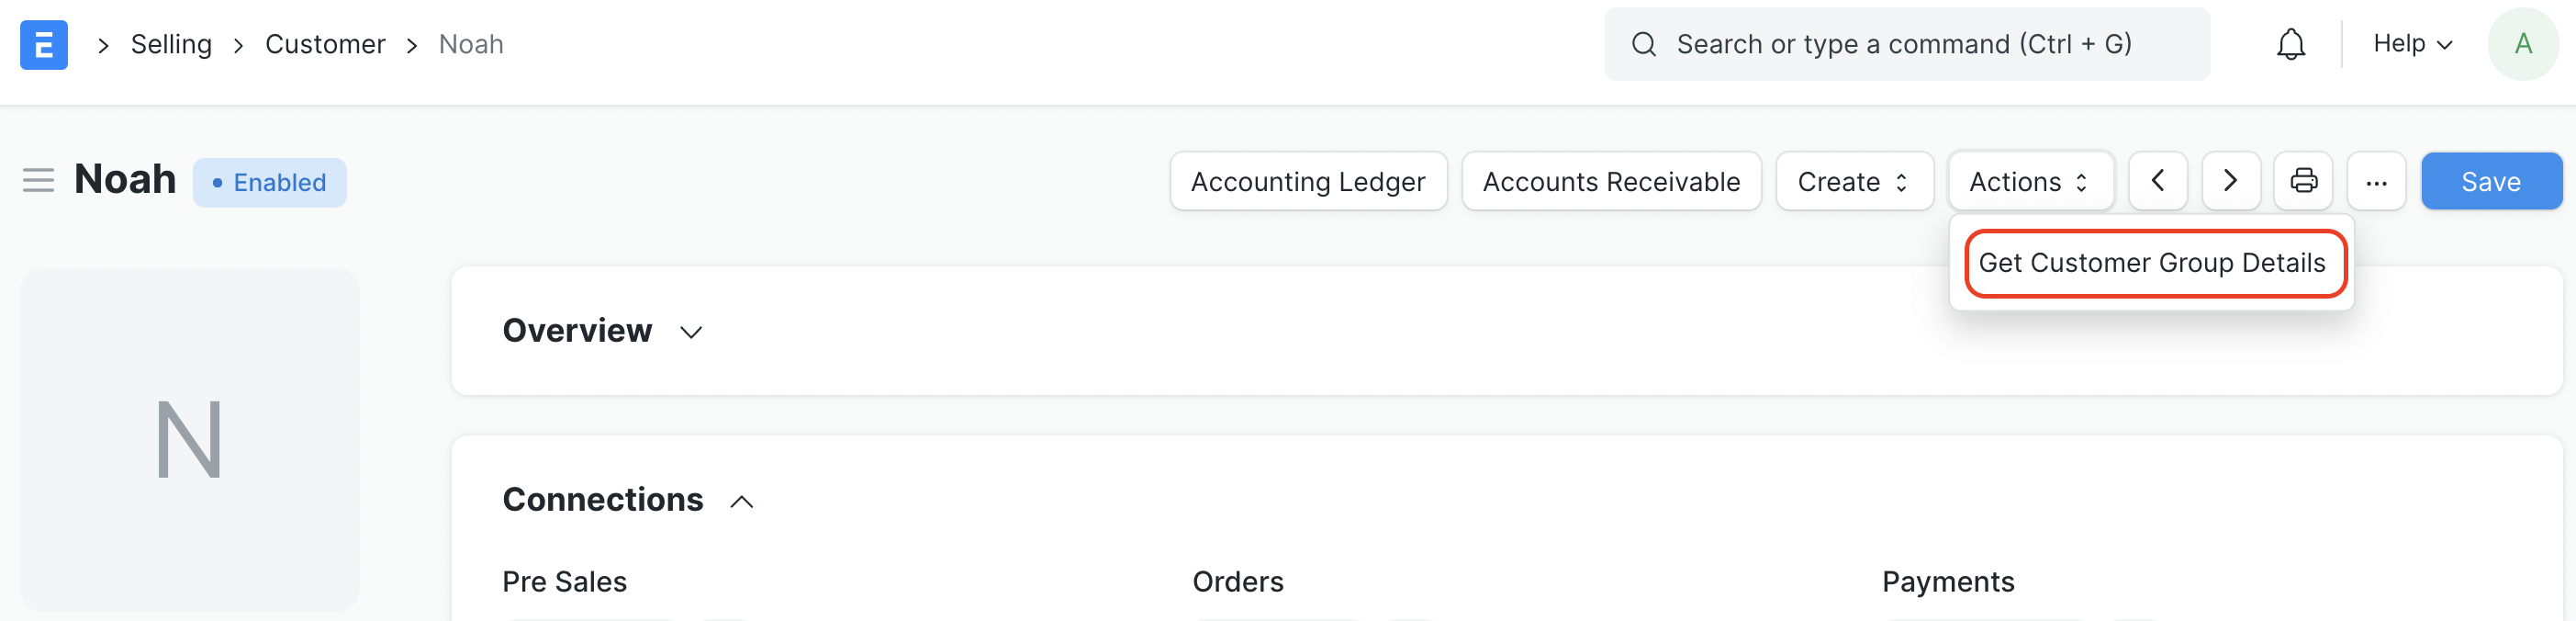 E Selling Customer Noah Search or type a command (Ctrl + G) Help A
Noah Enabled Accounting Ledger Accounts Receivable Create Actions ... Save
Get Customer Group Details
Overview
N
Connections
Pre Sales Orders Payments